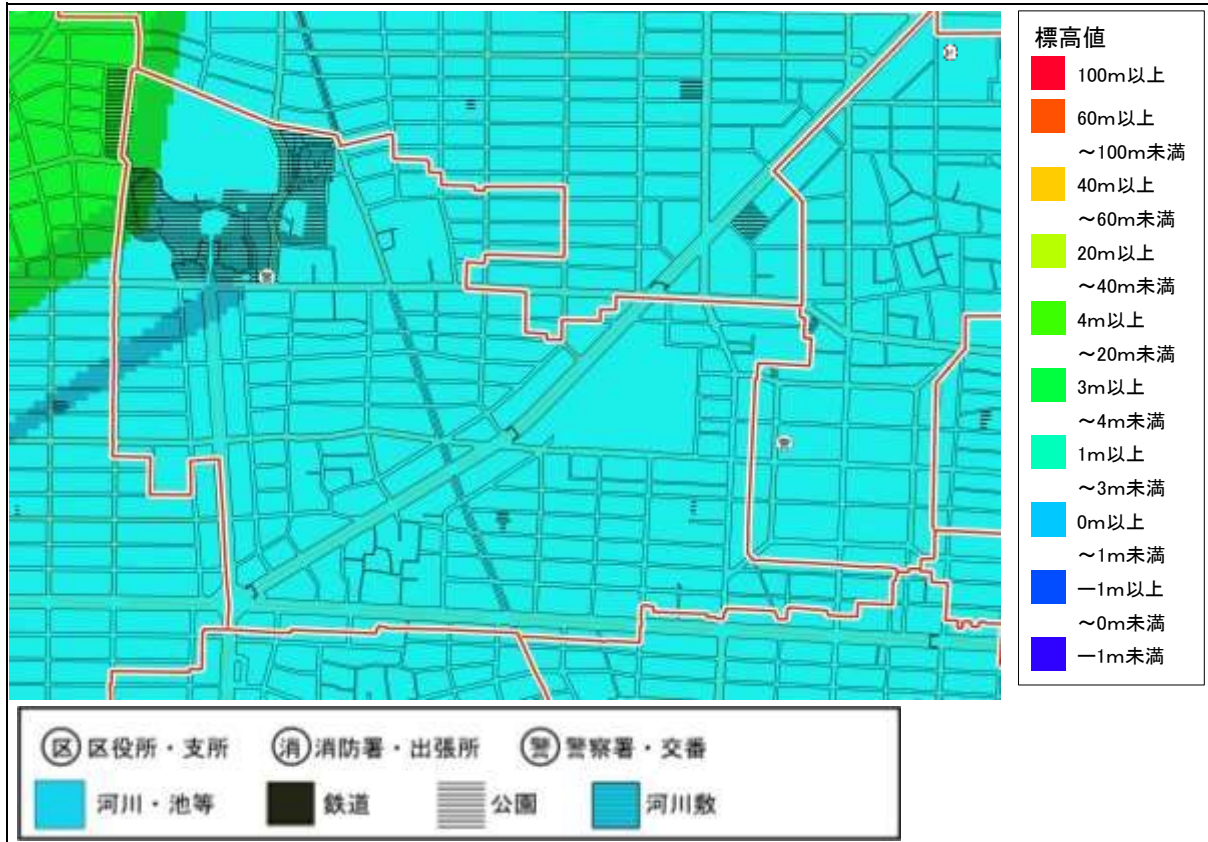 標高値
100m以上
60m以上
～100m未満
40m以上
～60m未満
20m以上
～40m未満
4m以上
～20m未満
3m以上
～4m未満
1m以上
～3m未満
0m以上
～1m未満
－1m以上
～0m未満
－1m未満
区 区役所・支所 消 消防署・出張所 警 警察署・交番
河川・池等 鉄道 公園 河川敷